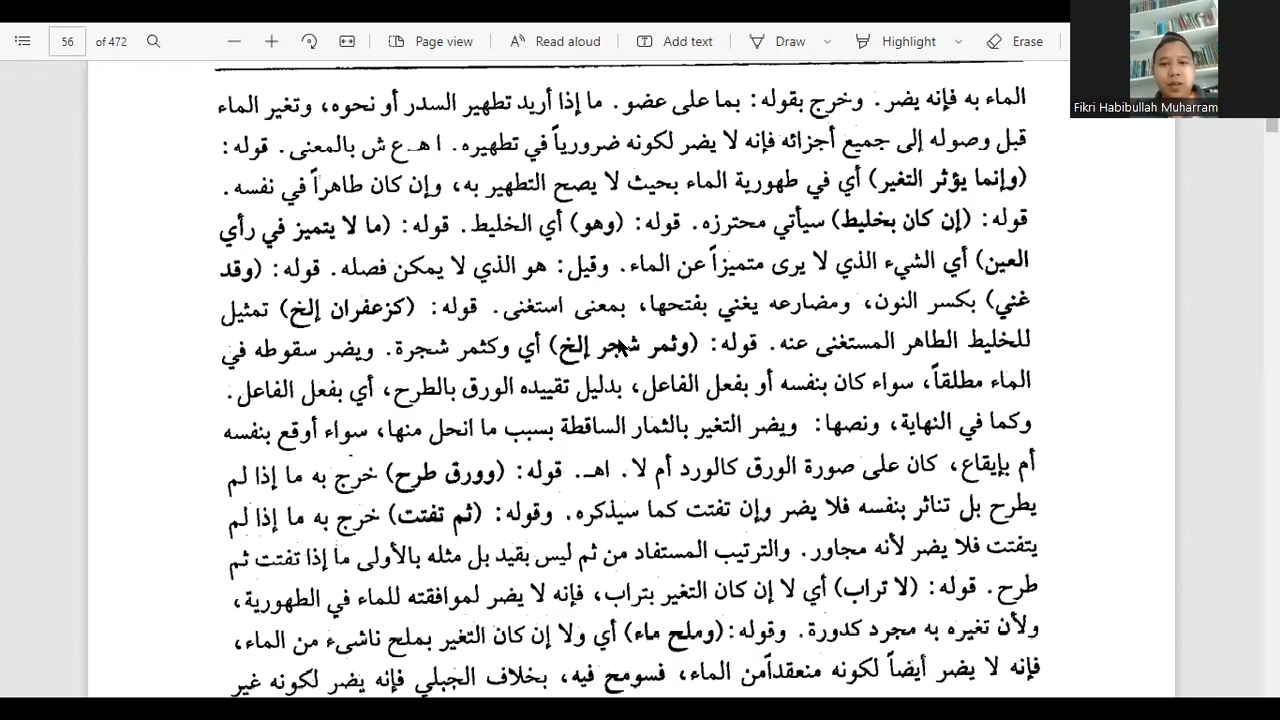 56 of 472
Page view
Read aloud
Add text
Draw
Highlight
Erase
Fikri Habibullah Muharram
الماء به فإنه يضر. وخرج بقوله: بما على عضو. ما إذا أريد تطهير السدر أو نحوه، وتغير الماء
قبل وصوله إلى جميع أجزائه فإنه لا يضر لكونه ضرورياً في تطهيره. اهـ ع ش بالمعنى. قوله:
(وإنما يؤثر التغير) أي في طهورية الماء بحيث لا يصح التطهير به، وإن كان طاهراً في نفسه.
قوله: (إن كان بخليط) سيأتي محترزه. قوله: (وهو) أي الخليط. قوله: (ما لا يتميز في رأي
العين) أي الشيء الذي لا يرى متميزاً عن الماء. وقيل: هو الذي لا يمكن فصله. قوله: (وقد
غني) بكسر النون، ومضارعه يغني بفتحها، بمعنى استغنى. قوله: (كزعفران إلخ) تمثيل
للخليط الطاهر المستغنى عنه. قوله: (وثمر شجر إلخ) أي وكثمر شجرة. ويضر سقوطه في
الماء مطلقاً، سواء كان بنفسه أو بفعل الفاعل، بدليل تقييده الورق بالطرح، أي بفعل الفاعل.
وكما في النهاية، ونصها: ويضر التغير بالثمار الساقطة بسبب ما انحل منها، سواء أوقع بنفسه
أم بإيقاع، كان على صورة الورق كالورد أم لا. اهـ. قوله: (وورق طرح) خرج به ما إذا لم
يطرح بل تناثر بنفسه فلا يضر وإن تفتت كما سيذكره. وقوله: (ثم تفتت) خرج به ما إذا لم
يتفتت فلا يضر لأنه مجاور. والترتيب المستفاد من ثم ليس بقيد بل مثله بالأولى ما إذا تفتت ثم
طرح. قوله: (لا تراب) أي لا إن كان التغير بتراب، فإنه لا يضر لموافقته للماء في الطهورية،
ولأن تغيره به مجرد كدورة. وقوله: (وملح ماء) أي ولا إن كان التغير بملح ناشىء من الماء،
فإنه لا يضر أيضاً لكونه منعقداً من الماء، فسومح فيه، بخلاف الجبلي فإنه يضر لكونه غير